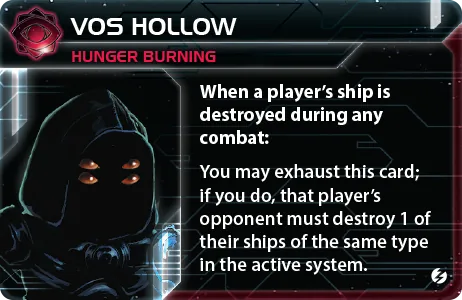 VOS HOLLOW
HUNGER BURNING
When a player’s ship is
destroyed during any
combat:
You may exhaust this card;
if you do, that player’s
opponent must destroy 1 of
their ships of the same type
in the active system.